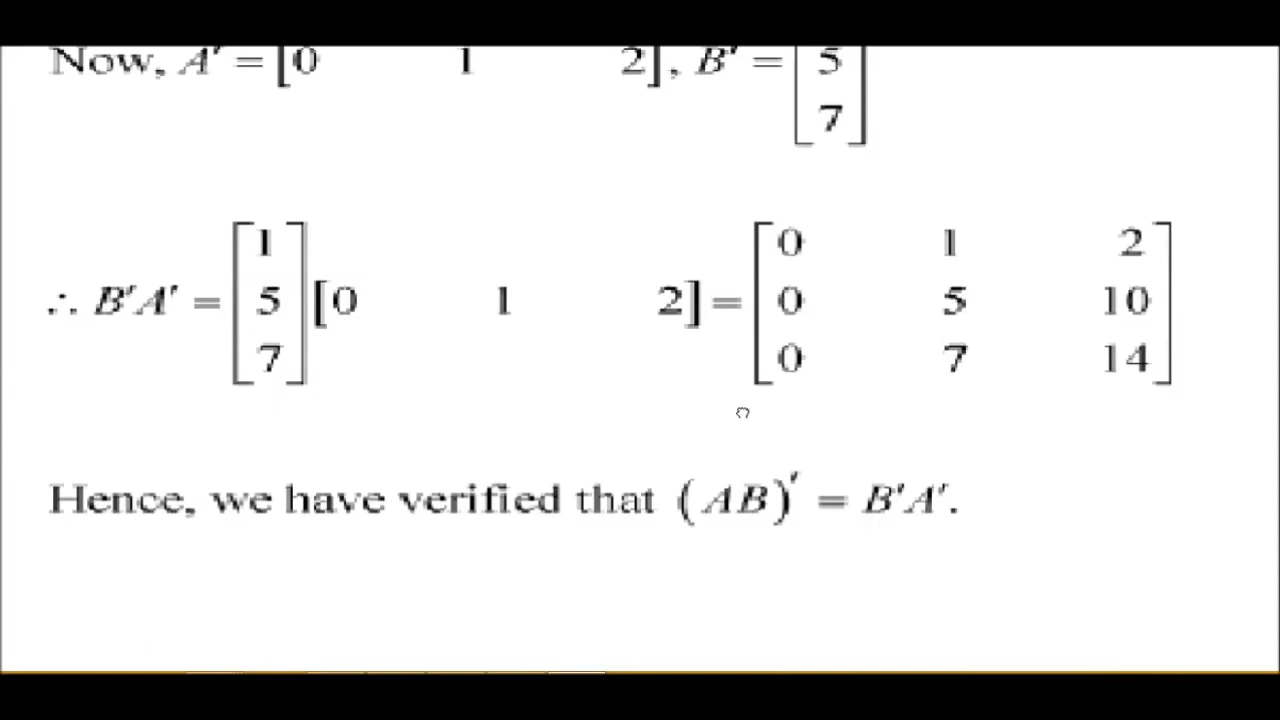 Now, A′ = [0 1 2], B′ = [5
7]
1 0 1 2
∴ B′A′ = [5] [0 1 2] = [0 5 10]
7 0 7 14
Hence, we have verified that (AB)′ = B′A′.